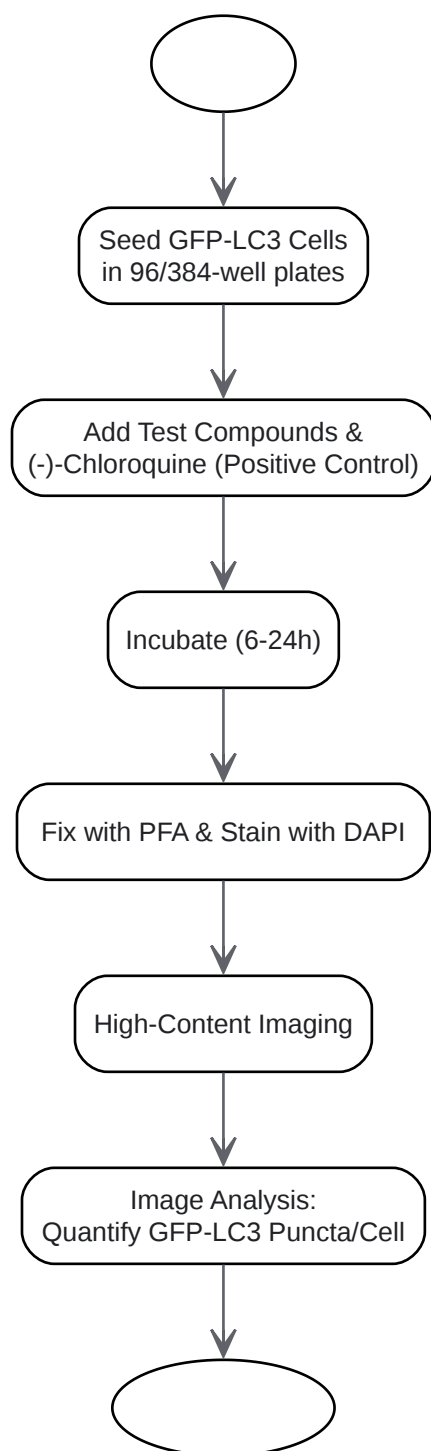 Seed GFP-LC3 Cells
in 96/384-well plates
Add Test Compounds &
(-)-Chloroquine (Positive Control)
Incubate (6-24h)
Fix with PFA & Stain with DAPI
High-Content Imaging
Image Analysis:
Quantify GFP-LC3 Puncta/Cell